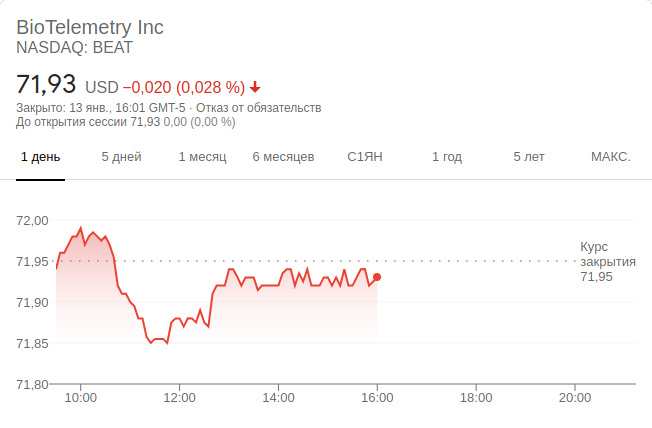 BioTelemetry Inc
NASDAQ: BEAT
71,93 USD −0,020 (0,028 %)
Закрыто: 13 янв., 16:01 GMT-5 · Отказ от обязательств
До открытия сессии 71,93 0,00 (0,00 %)
1 день 5 дней 1 месяц 6 месяцев С1ЯН 1 год 5 лет МАКС.
72,00
Курс
71,95 закрытия
71,95
71,90
71,85
71,80
10:00 12:00 14:00 16:00 18:00 20:00